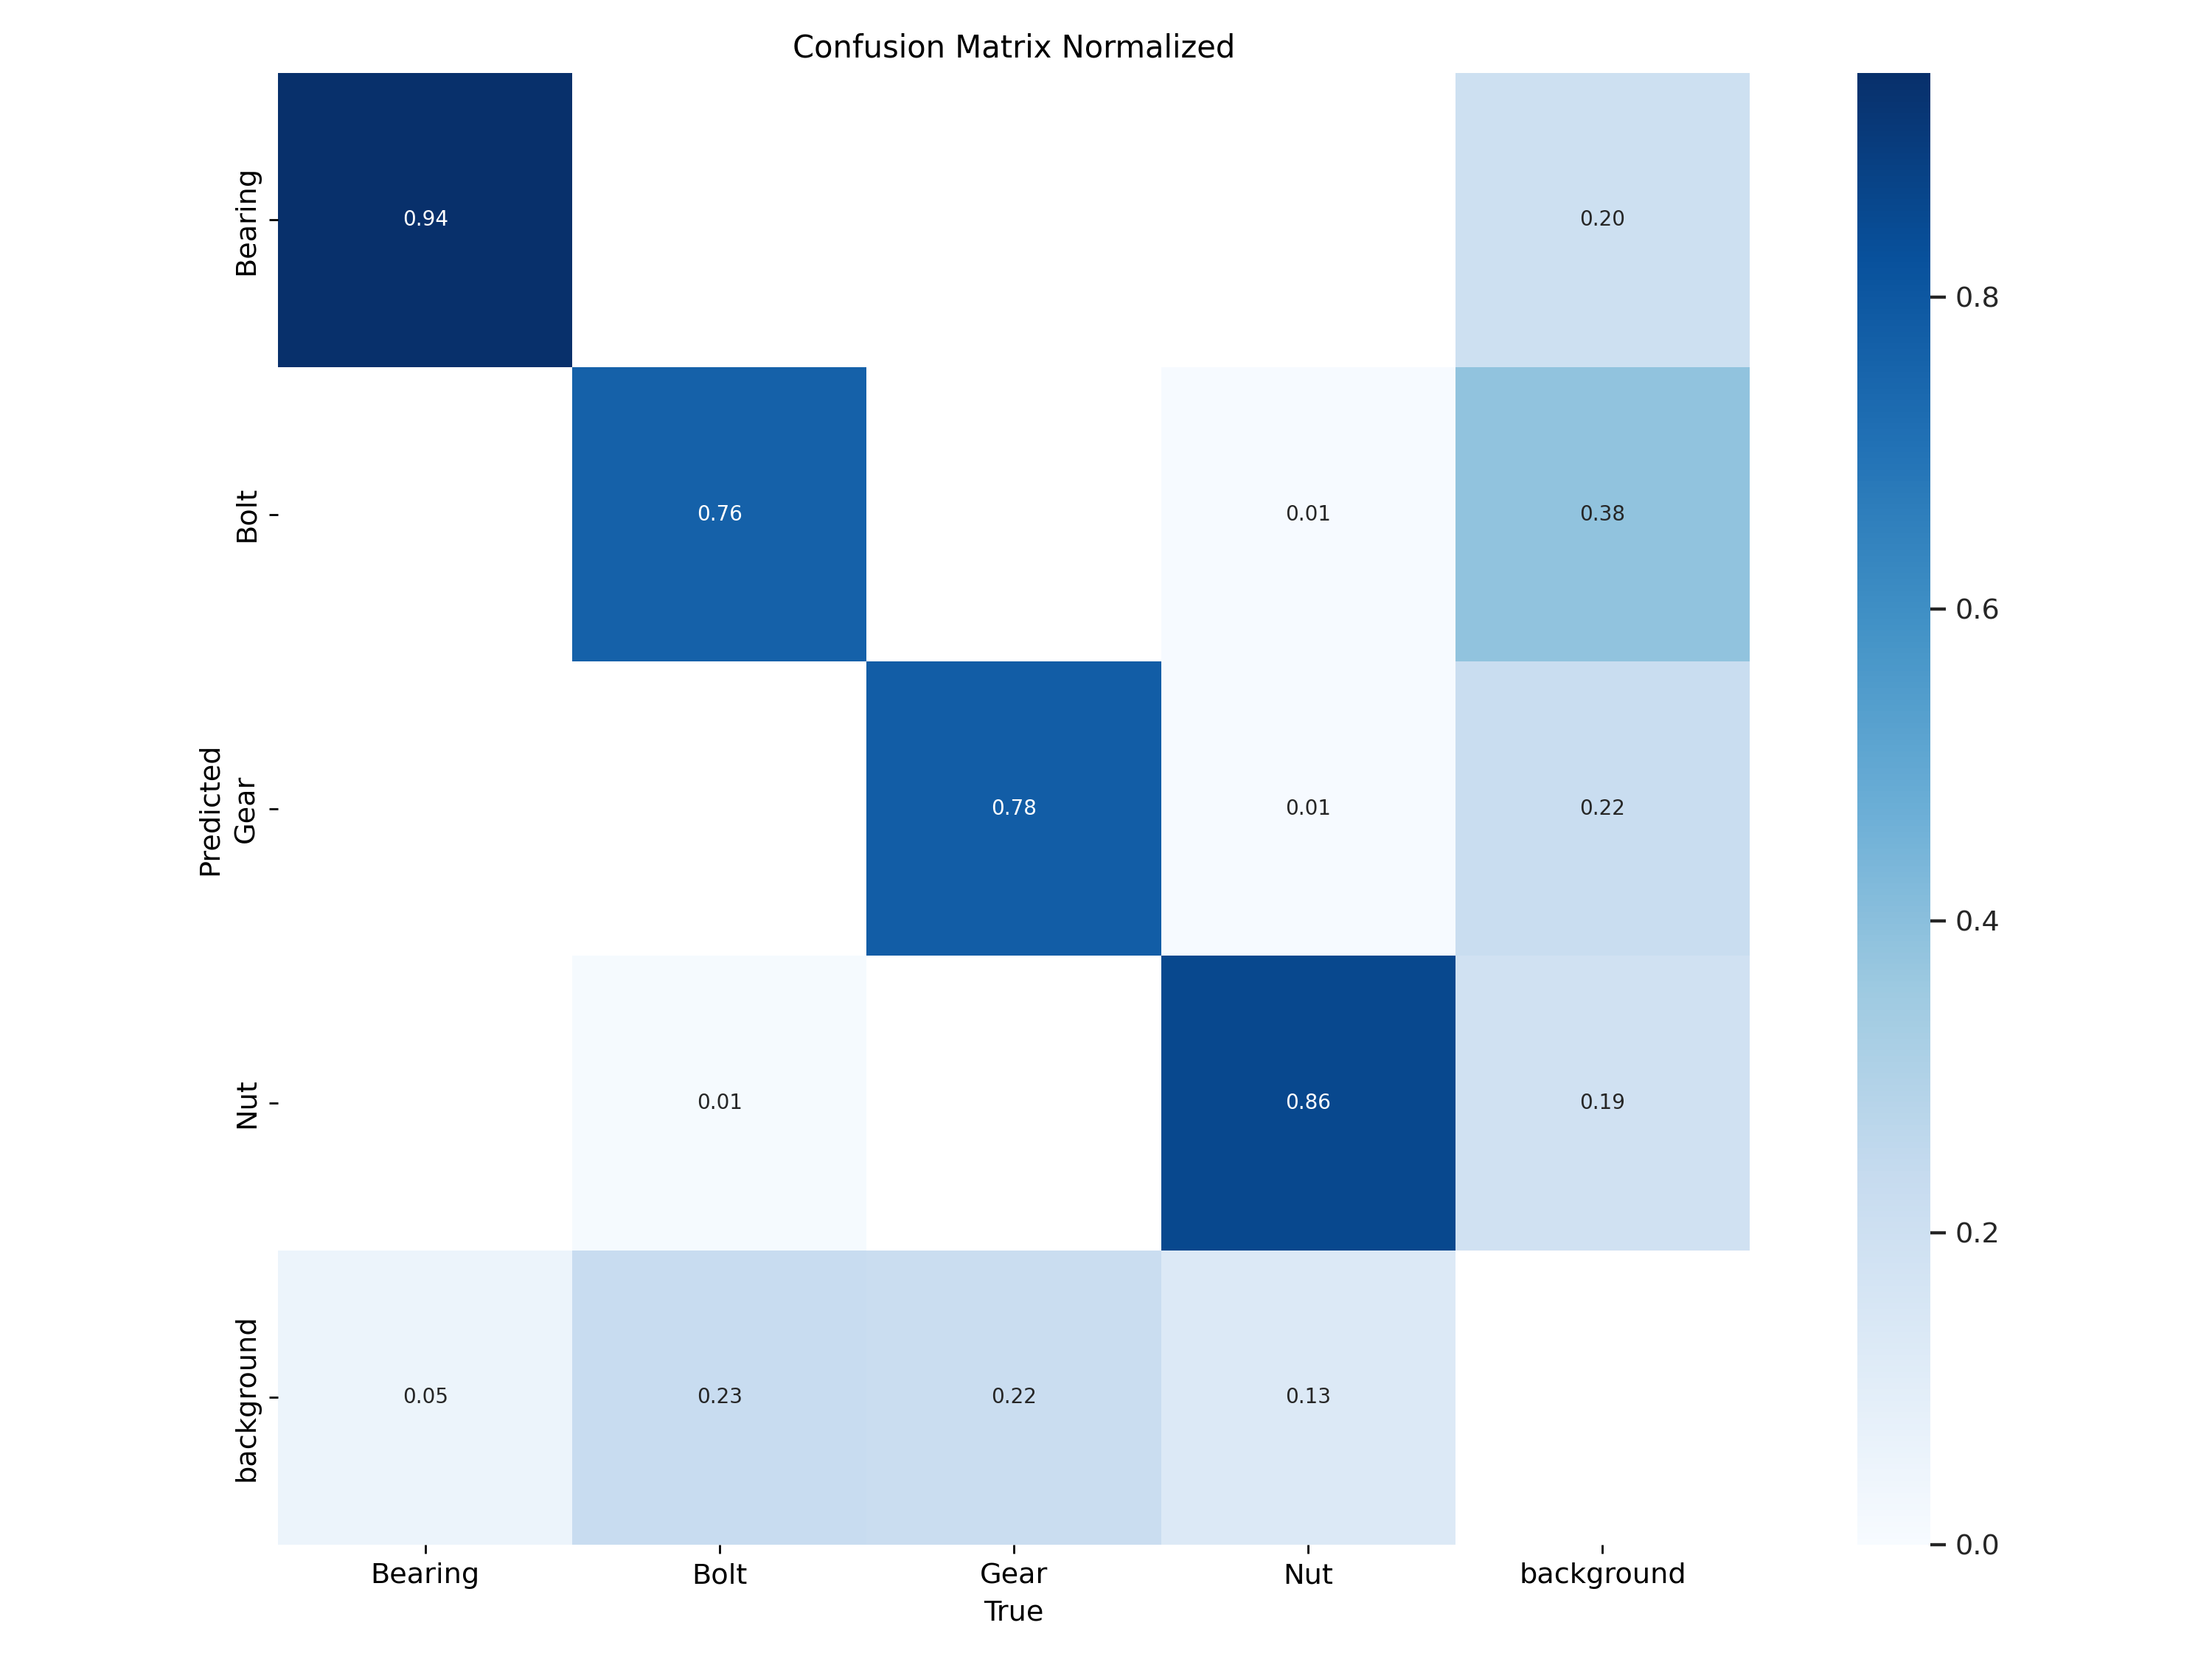 Confusion Matrix Normalized
Predicted
Bearing
0.94
0.20
Bolt
0.76
0.01
0.38
Gear
0.78
0.01
0.22
Nut
0.01
0.86
0.19
background
0.05
0.23
0.22
0.13
Bearing
Bolt
Gear
Nut
background
True
0.8
0.6
0.4
0.2
0.0